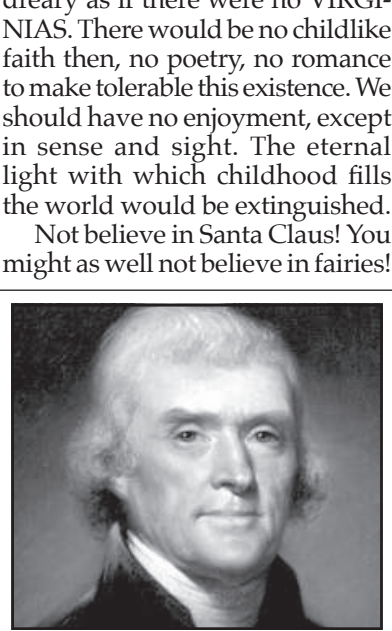 dreary as if there were no VIRGI-
NIAS. There would be no childlike
faith then, no poetry, no romance
to make tolerable this existence. We
should have no enjoyment, except
in sense and sight. The eternal
light with which childhood fills
the world would be extinguished.
Not believe in Santa Claus! You
might as well not believe in fairies!